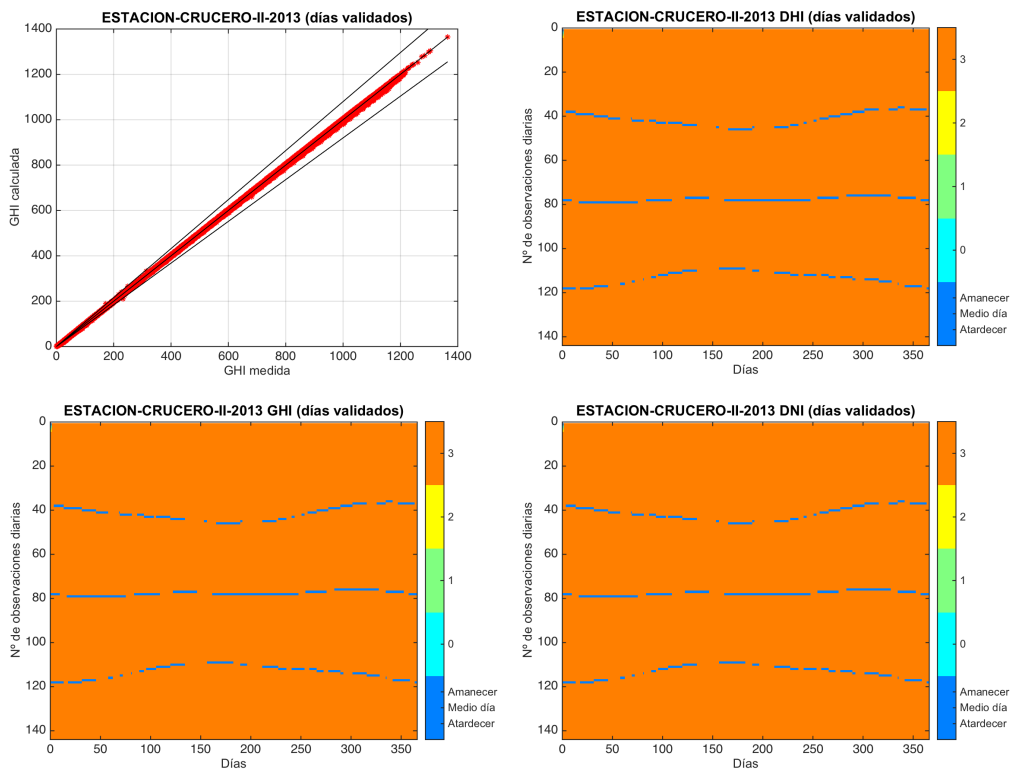 ESTACION-CRUCERO-II-2013 (días validados)
1400
1200
1000
800
600
400
200
0
GHI calculada
0 200 400 600 800 1000 1200 1400
GHI medida
ESTACION-CRUCERO-II-2013 DHI (días validados)
0
20
40
60
80
100
120
140
Nº de observaciones diarias
0 50 100 150 200 250 300 350
Días
3
2
1
0
Amanecer
Medio día
Atardecer
ESTACION-CRUCERO-II-2013 GHI (días validados)
0
20
40
60
80
100
120
140
Nº de observaciones diarias
0 50 100 150 200 250 300 350
Días
3
2
1
0
Amanecer
Medio día
Atardecer
ESTACION-CRUCERO-II-2013 DNI (días validados)
0
20
40
60
80
100
120
140
Nº de observaciones diarias
0 50 100 150 200 250 300 350
Días
3
2
1
0
Amanecer
Medio día
Atardecer